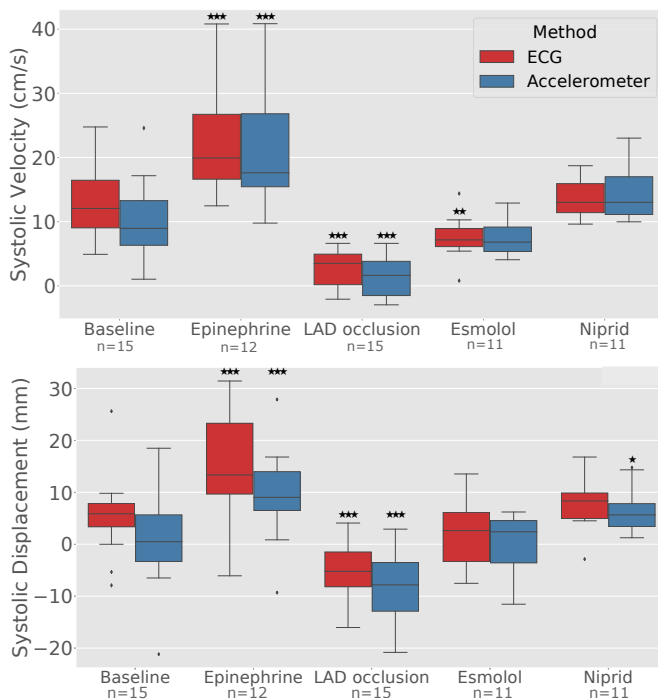 Systolic Velocity (cm/s)
40
30
20
10
0
★★★ ★★★
★★★ ★★★
★★
Method
ECG
Accelerometer
Baseline Epinephrine LAD occlusion Esmolol Niprid
n=15 n=12 n=15 n=11 n=11
Systolic Displacement (mm)
30
20
10
0
−10
−20
★★★ ★★★
★★★ ★★★
★
Baseline Epinephrine LAD occlusion Esmolol Niprid
n=15 n=12 n=15 n=11 n=11